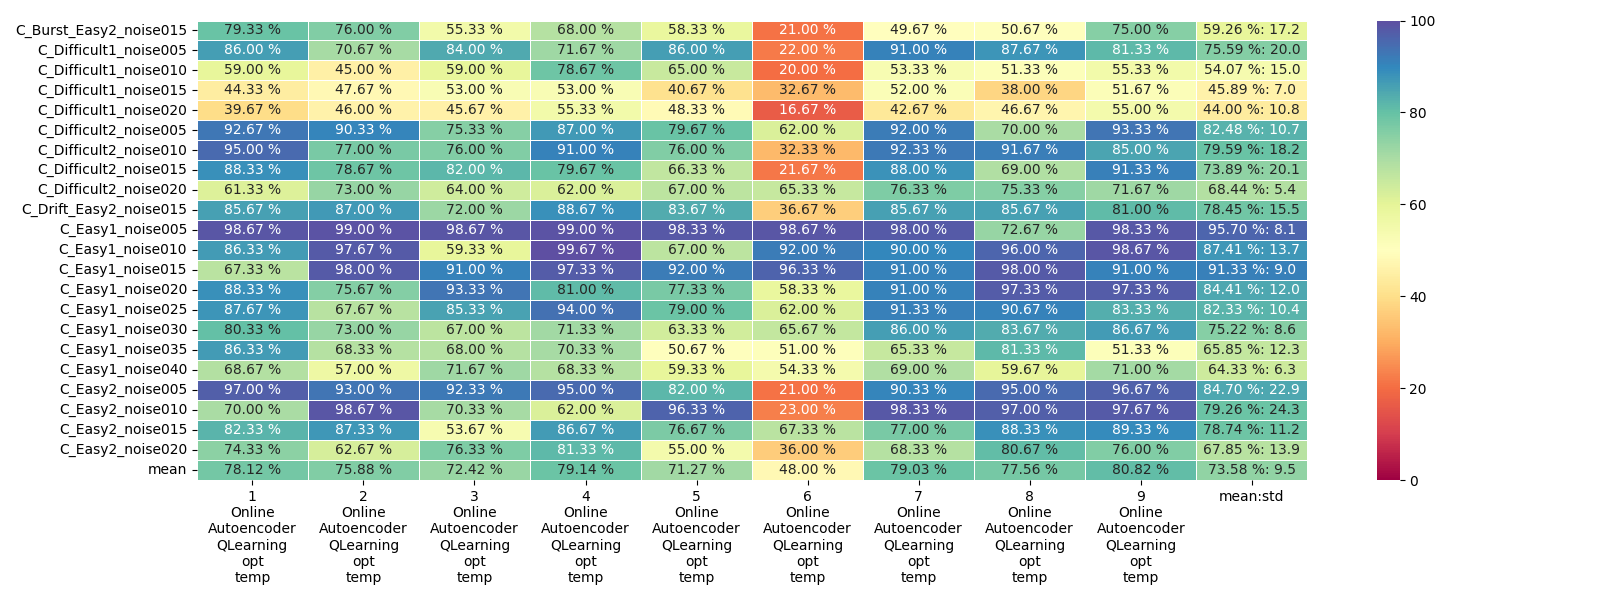 C_Burst_Easy2_noise015 79.33 % 76.00 % 55.33 % 68.00 % 58.33 % 21.00 % 49.67 % 50.67 % 75.00 % 59.26 %: 17.2
C_Difficult1_noise005 86.00 % 70.67 % 84.00 % 71.67 % 86.00 % 22.00 % 91.00 % 87.67 % 81.33 % 75.59 %: 20.0
C_Difficult1_noise010 59.00 % 45.00 % 59.00 % 78.67 % 65.00 % 20.00 % 53.33 % 51.33 % 55.33 % 54.07 %: 15.0
C_Difficult1_noise015 44.33 % 47.67 % 53.00 % 53.00 % 40.67 % 32.67 % 52.00 % 38.00 % 51.67 % 45.89 %: 7.0
C_Difficult1_noise020 39.67 % 46.00 % 45.67 % 55.33 % 48.33 % 16.67 % 42.67 % 46.67 % 55.00 % 44.00 %: 10.8
C_Difficult2_noise005 92.67 % 90.33 % 75.33 % 87.00 % 79.67 % 62.00 % 92.00 % 70.00 % 93.33 % 82.48 %: 10.7
C_Difficult2_noise010 95.00 % 77.00 % 76.00 % 91.00 % 76.00 % 32.33 % 92.33 % 91.67 % 85.00 % 79.59 %: 18.2
C_Difficult2_noise015 88.33 % 78.67 % 82.00 % 79.67 % 66.33 % 21.67 % 88.00 % 69.00 % 91.33 % 73.89 %: 20.1
C_Difficult2_noise020 61.33 % 73.00 % 64.00 % 62.00 % 67.00 % 65.33 % 76.33 % 75.33 % 71.67 % 68.44 %: 5.4
C_Drift_Easy2_noise015 85.67 % 87.00 % 72.00 % 88.67 % 83.67 % 36.67 % 85.67 % 85.67 % 81.00 % 78.45 %: 15.5
C_Easy1_noise005 98.67 % 99.00 % 98.67 % 99.00 % 98.33 % 98.67 % 98.00 % 72.67 % 98.33 % 95.70 %: 8.1
C_Easy1_noise010 86.33 % 97.67 % 59.33 % 99.67 % 67.00 % 92.00 % 90.00 % 96.00 % 98.67 % 87.41 %: 13.7
C_Easy1_noise015 67.33 % 98.00 % 91.00 % 97.33 % 92.00 % 96.33 % 91.00 % 98.00 % 91.00 % 91.33 %: 9.0
C_Easy1_noise020 88.33 % 75.67 % 93.33 % 81.00 % 77.33 % 58.33 % 91.00 % 97.33 % 97.33 % 84.41 %: 12.0
C_Easy1_noise025 87.67 % 67.67 % 85.33 % 94.00 % 79.00 % 62.00 % 91.33 % 90.67 % 83.33 % 82.33 %: 10.4
C_Easy1_noise030 80.33 % 73.00 % 67.00 % 71.33 % 63.33 % 65.67 % 86.00 % 83.67 % 86.67 % 75.22 %: 8.6
C_Easy1_noise035 86.33 % 68.33 % 68.00 % 70.33 % 50.67 % 51.00 % 65.33 % 81.33 % 51.33 % 65.85 %: 12.3
C_Easy1_noise040 68.67 % 57.00 % 71.67 % 68.33 % 59.33 % 54.33 % 69.00 % 59.67 % 71.00 % 64.33 %: 6.3
C_Easy2_noise005 97.00 % 93.00 % 92.33 % 95.00 % 82.00 % 21.00 % 90.33 % 95.00 % 96.67 % 84.70 %: 22.9
C_Easy2_noise010 70.00 % 98.67 % 70.33 % 62.00 % 96.33 % 23.00 % 98.33 % 97.00 % 97.67 % 79.26 %: 24.3
C_Easy2_noise015 82.33 % 87.33 % 53.67 % 86.67 % 76.67 % 67.33 % 77.00 % 88.33 % 89.33 % 78.74 %: 11.2
C_Easy2_noise020 74.33 % 62.67 % 76.33 % 81.33 % 55.00 % 36.00 % 68.33 % 80.67 % 76.00 % 67.85 %: 13.9
mean 78.12 % 75.88 % 72.42 % 79.14 % 71.27 % 48.00 % 79.03 % 77.56 % 80.82 % 73.58 %: 9.5
1 2 3 4 5 6 7 8 9 mean:std
Online Online Online Online Online Online Online Online Online
Autoencoder Autoencoder Autoencoder Autoencoder Autoencoder Autoencoder Autoencoder Autoencoder Autoencoder
QLearning QLearning QLearning QLearning QLearning QLearning QLearning QLearning QLearning
opt opt opt opt opt opt opt opt opt
temp temp temp temp temp temp temp temp temp
100
80
60
40
20
0